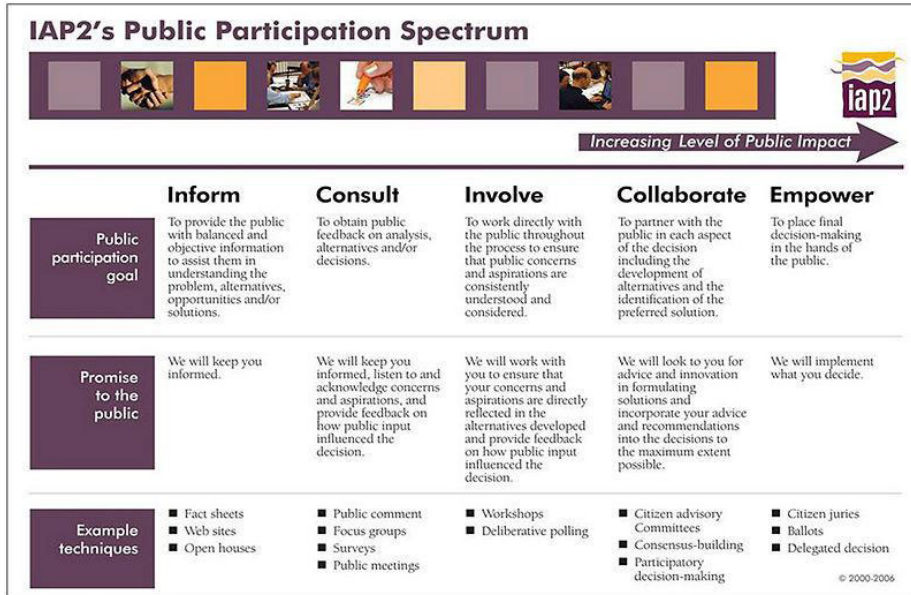 IAP2's Public Participation Spectrum
iap2
Increasing Level of Public Impact
Inform
Consult
Involve
Collaborate
Empower
Public
participation
goal
To provide the public
with balanced and
objective information
to assist them in
understanding the
problem, alternatives,
opportunities and/or
solutions.
To obtain public
feedback on analysis,
alternatives and/or
decisions.
To work directly with
the public throughout
the process to ensure
that public concerns
and aspirations are
consistently
understood and
considered.
To partner with the
public in each aspect
of the decision
including the
development of
alternatives and the
identification of the
preferred solution.
To place final
decision-making
in the hands of
the public.
Promise
to the
public
We will keep you
informed.
We will keep you
informed, listen to and
acknowledge concerns
and aspirations, and
provide feedback on
how public input
influenced the
decision.
We will work with
you to ensure that
your concerns and
aspirations are directly
reflected in the
alternatives developed
and provide feedback
on how public input
influenced the
decision.
We will look to you for
advice and innovation
in formulating
solutions and
incorporate your advice
and recommendations
into the decisions to
the maximum extent
possible.
We will implement
what you decide.
Example
techniques
■ Fact sheets
■ Web sites
■ Open houses
■ Public comment
■ Focus groups
■ Surveys
■ Public meetings
■ Workshops
■ Deliberative polling
■ Citizen advisory
Committees
■ Consensus-building
■ Participatory
decision-making
■ Citizen juries
■ Ballots
■ Delegated decision
© 2000-2006